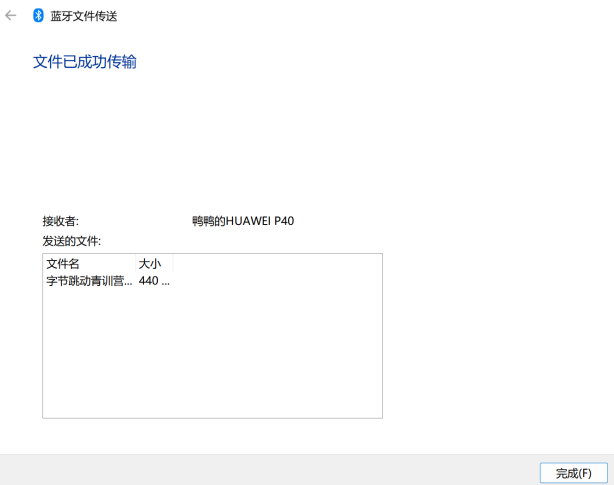 蓝牙文件传送
文件已成功传输
接收者: 鸭鸭的HUAWEI P40
发送的文件:
文件名 大小
字节跳动青训营... 440 ...
完成(F)